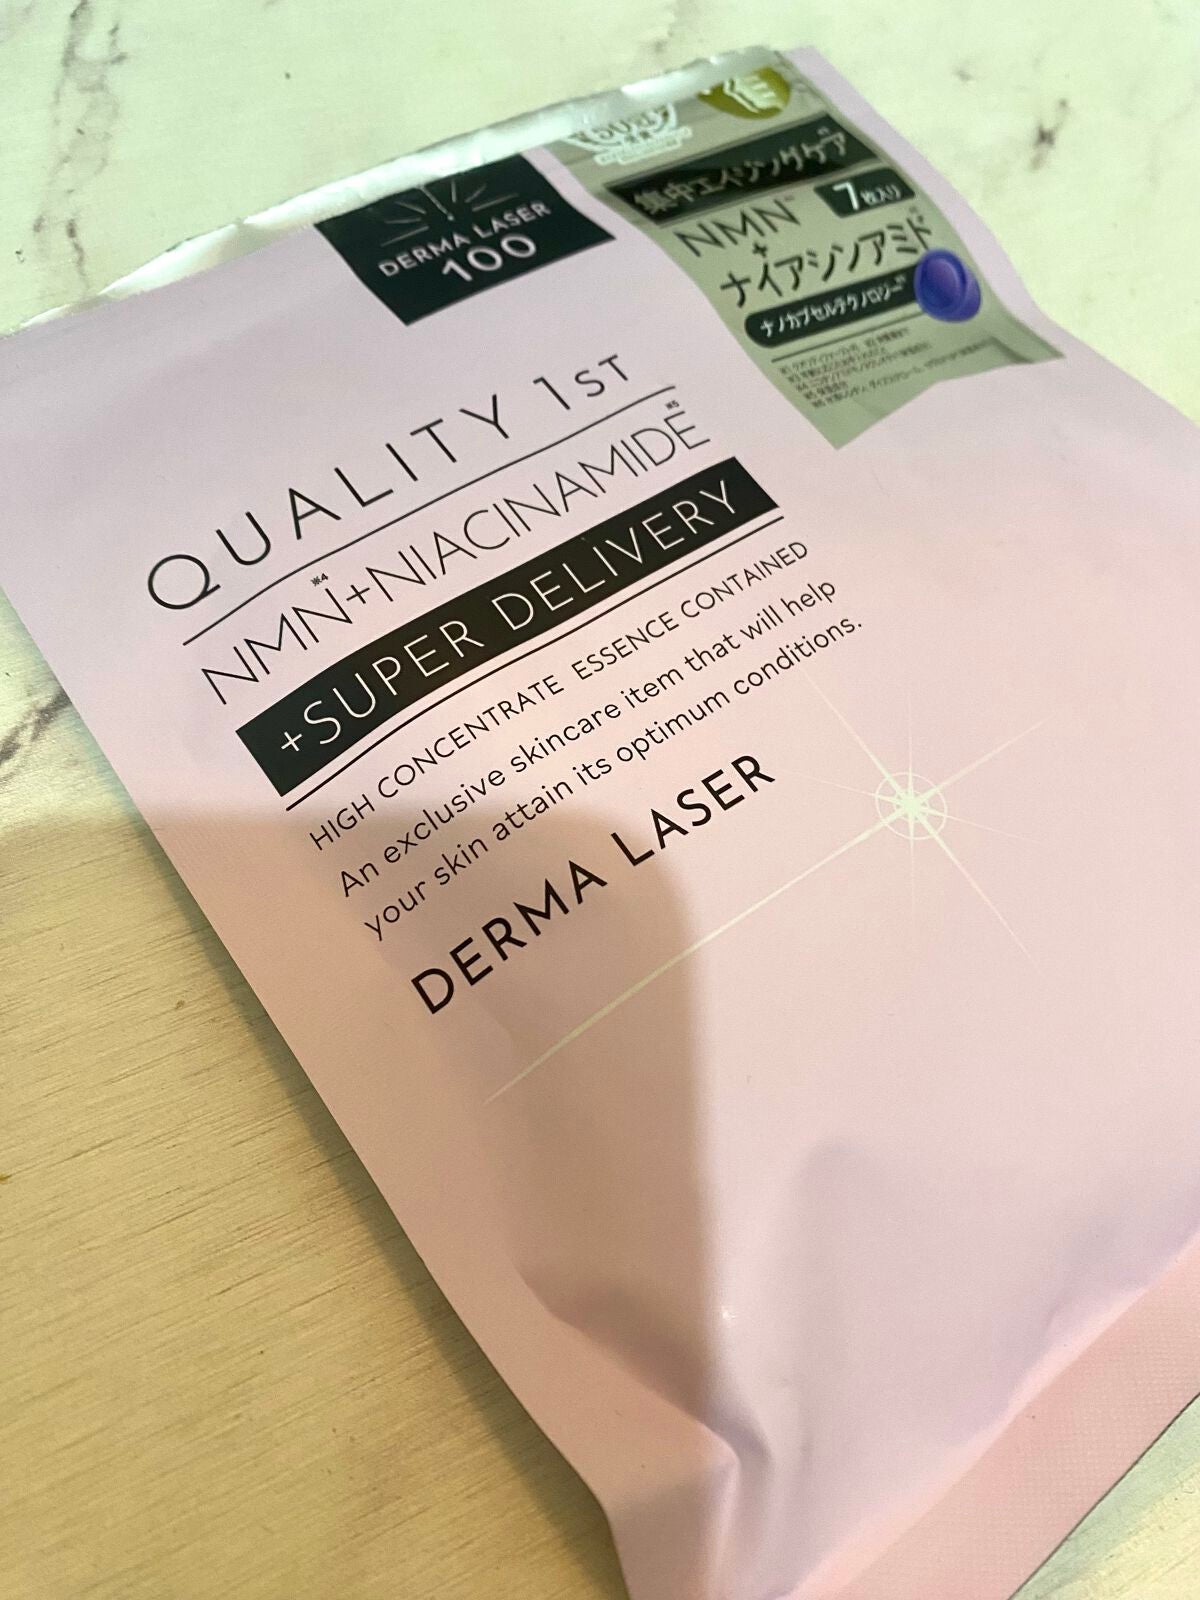 DERMA LASER
100
集中エイジングケア
7枚入り
NMN
+
ナイアシンアミド
ナノカプセルテクノロジー
QUALITY 1ST
NMN※4+NIACINAMIDE※5
+SUPER DELIVERY
HIGH CONCENTRATE ESSENCE CONTAINED
An exclusive skincare item that will help
your skin attain its optimum conditions.
DERMA LASER